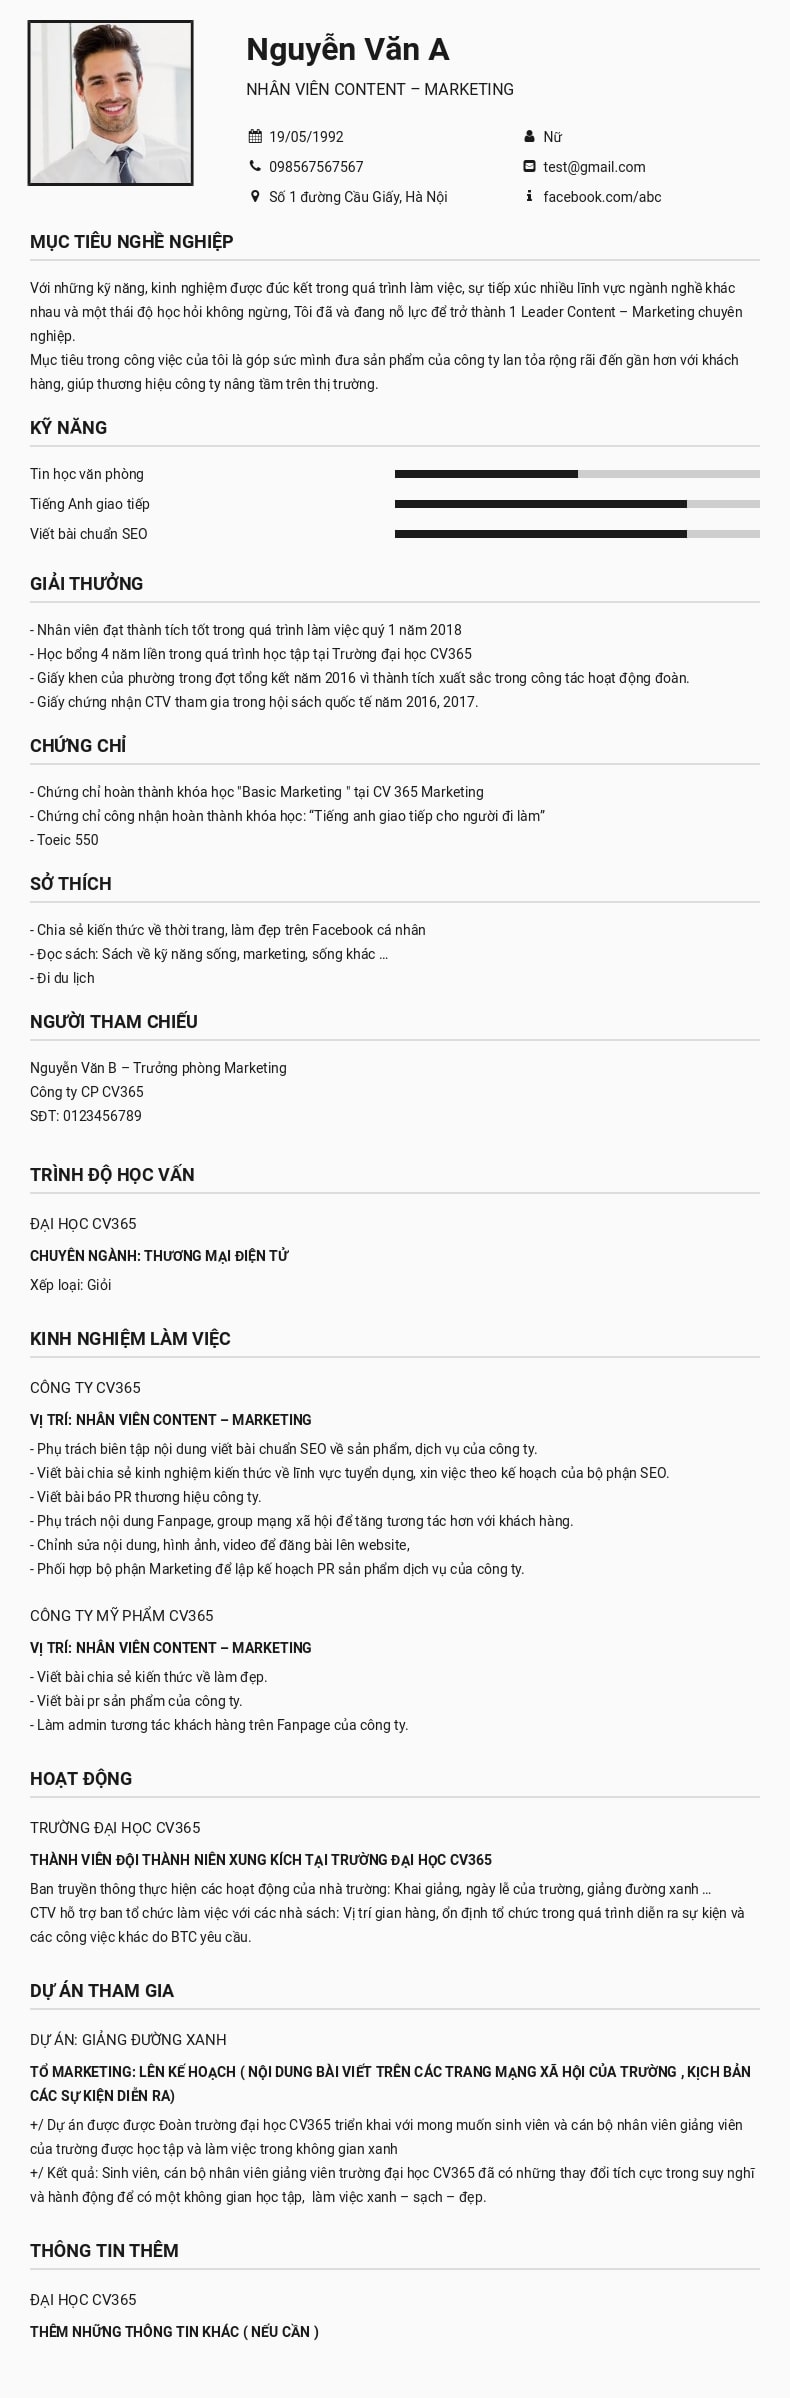 Nguyễn Văn A
NHÂN VIÊN CONTENT – MARKETING
19/05/1992
Nữ
098567567567
test@gmail.com
Số 1 đường Cầu Giấy, Hà Nội
facebook.com/abc
MỤC TIÊU NGHỀ NGHIỆP
Với những kỹ năng, kinh nghiệm được đúc kết trong quá trình làm việc, sự tiếp xúc nhiều lĩnh vực ngành nghề khác
nhau và một thái độ học hỏi không ngừng, Tôi đã và đang nỗ lực để trở thành 1 Leader Content – Marketing chuyên
nghiệp.
Mục tiêu trong công việc của tôi là góp sức mình đưa sản phẩm của công ty lan tỏa rộng rãi đến gần hơn với khách
hàng, giúp thương hiệu công ty nâng tầm trên thị trường.
KỸ NĂNG
Tin học văn phòng
Tiếng Anh giao tiếp
Viết bài chuẩn SEO
GIẢI THƯỞNG
- Nhân viên đạt thành tích tốt trong quá trình làm việc quý 1 năm 2018
- Học bổng 4 năm liền trong quá trình học tập tại Trường đại học CV365
- Giấy khen của phường trong đợt tổng kết năm 2016 vì thành tích xuất sắc trong công tác hoạt động đoàn.
- Giấy chứng nhận CTV tham gia trong hội sách quốc tế năm 2016, 2017.
CHỨNG CHỈ
- Chứng chỉ hoàn thành khóa học "Basic Marketing " tại CV 365 Marketing
- Chứng chỉ công nhận hoàn thành khóa học: “Tiếng anh giao tiếp cho người đi làm”
- Toeic 550
SỞ THÍCH
- Chia sẻ kiến thức về thời trang, làm đẹp trên Facebook cá nhân
- Đọc sách: Sách về kỹ năng sống, marketing, sống khác ...
- Đi du lịch
NGƯỜI THAM CHIẾU
Nguyễn Văn B – Trưởng phòng Marketing
Công ty CP CV365
SĐT: 0123456789
TRÌNH ĐỘ HỌC VẤN
ĐẠI HỌC CV365
CHUYÊN NGÀNH: THƯƠNG MẠI ĐIỆN TỬ
Xếp loại: Giỏi
KINH NGHIỆM LÀM VIỆC
CÔNG TY CV365
VỊ TRÍ: NHÂN VIÊN CONTENT – MARKETING
- Phụ trách biên tập nội dung viết bài chuẩn SEO về sản phẩm, dịch vụ của công ty.
- Viết bài chia sẻ kinh nghiệm kiến thức về lĩnh vực tuyển dụng, xin việc theo kế hoạch của bộ phận SEO.
- Viết bài báo PR thương hiệu công ty.
- Phụ trách nội dung Fanpage, group mạng xã hội để tăng tương tác hơn với khách hàng.
- Chỉnh sửa nội dung, hình ảnh, video để đăng bài lên website,
- Phối hợp bộ phận Marketing để lập kế hoạch PR sản phẩm dịch vụ của công ty.
CÔNG TY MỸ PHẨM CV365
VỊ TRÍ: NHÂN VIÊN CONTENT – MARKETING
- Viết bài chia sẻ kiến thức về làm đẹp.
- Viết bài pr sản phẩm của công ty.
- Làm admin tương tác khách hàng trên Fanpage của công ty.
HOẠT ĐỘNG
TRƯỜNG ĐẠI HỌC CV365
THÀNH VIÊN ĐỘI THÀNH NIÊN XUNG KÍCH TẠI TRƯỜNG ĐẠI HỌC CV365
Ban truyền thông thực hiện các hoạt động của nhà trường: Khai giảng, ngày lễ của trường, giảng đường xanh ...
CTV hỗ trợ ban tổ chức làm việc với các nhà sách: Vị trí gian hàng, ổn định tổ chức trong quá trình diễn ra sự kiện và
các công việc khác do BTC yêu cầu.
DỰ ÁN THAM GIA
DỰ ÁN: GIẢNG ĐƯỜNG XANH
TỔ MARKETING: LÊN KẾ HOẠCH ( NỘI DUNG BÀI VIẾT TRÊN CÁC TRANG MẠNG XÃ HỘI CỦA TRƯỜNG , KỊCH BẢN
CÁC SỰ KIỆN DIỄN RA)
+/ Dự án được được Đoàn trường đại học CV365 triển khai với mong muốn sinh viên và cán bộ nhân viên giảng viên
của trường được học tập và làm việc trong không gian xanh
+/ Kết quả: Sinh viên, cán bộ nhân viên giảng viên trường đại học CV365 đã có những thay đổi tích cực trong suy nghĩ
và hành động để có một không gian học tập,  làm việc xanh – sạch – đẹp.
THÔNG TIN THÊM
ĐẠI HỌC CV365
THÊM NHỮNG THÔNG TIN KHÁC ( NẾU CẦN )